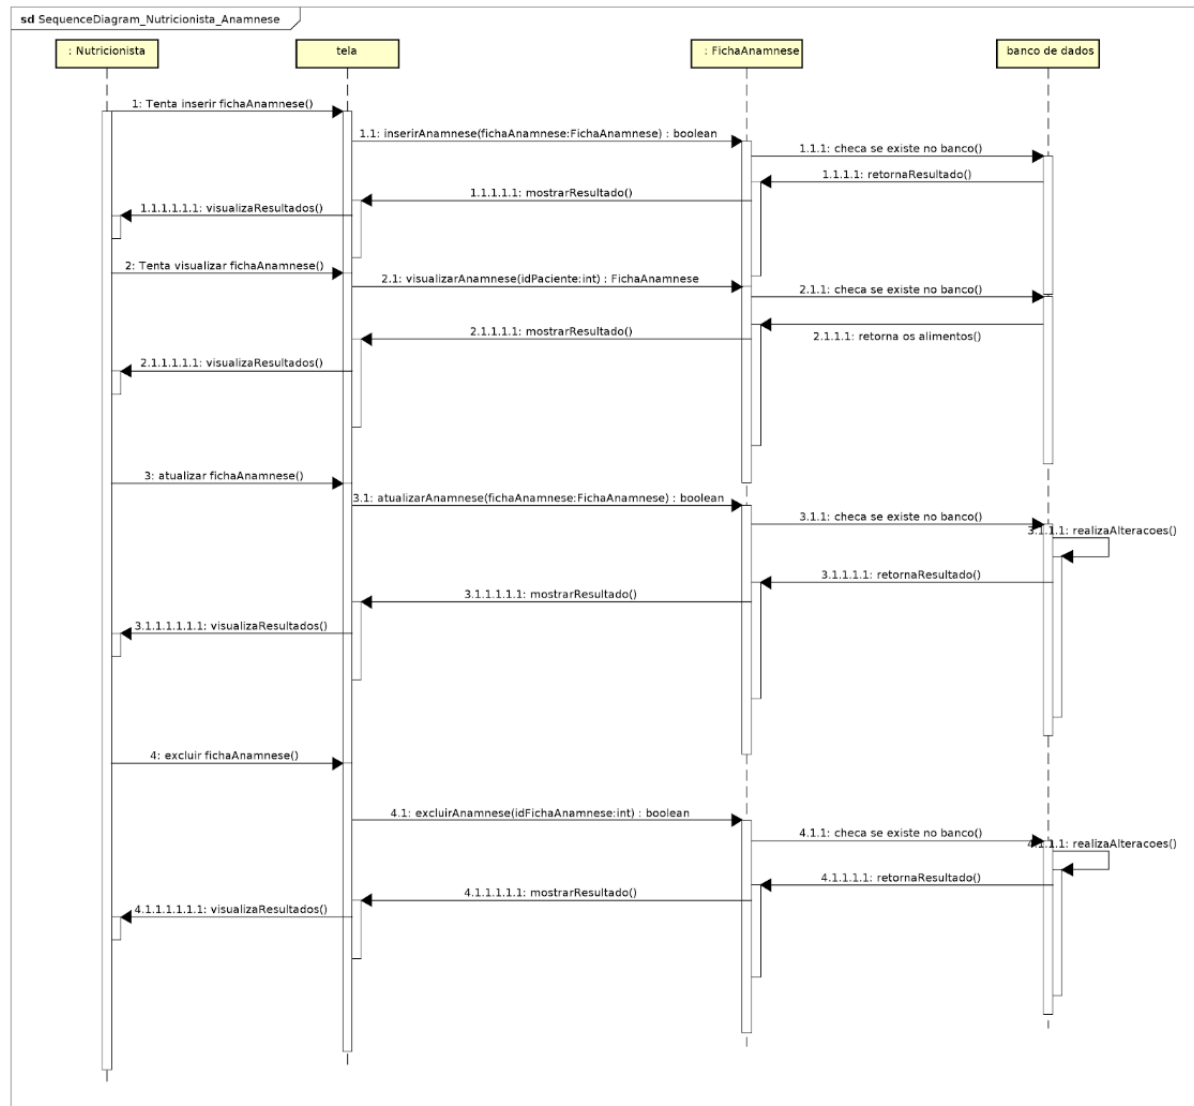 sd SequenceDiagram_Nutricionista_Anamnese
: Nutricionista
tela
: FichaAnamnese
banco de dados
1: Tenta inserir fichaAnamnese()
1.1: inserirAnamnese(fichaAnamnese:FichaAnamnese) : boolean
1.1.1: checa se existe no banco()
1.1.1.1: retornaResultado()
1.1.1.1.1: mostrarResultado()
1.1.1.1.1.1: visualizaResultados()
2: Tenta visualizar fichaAnamnese()
2.1: visualizarAnamnese(idPaciente:int) : FichaAnamnese
2.1.1: checa se existe no banco()
2.1.1.1: retorna os alimentos()
2.1.1.1.1: mostrarResultado()
2.1.1.1.1.1: visualizaResultados()
3: atualizar fichaAnamnese()
3.1: atualizarAnamnese(fichaAnamnese:FichaAnamnese) : boolean
3.1.1: checa se existe no banco()
3.1.1.1: realizaAlteracoes()
3.1.1.1.1: retornaResultado()
3.1.1.1.1.1: mostrarResultado()
3.1.1.1.1.1.1: visualizaResultados()
4: excluir fichaAnamnese()
4.1: excluirAnamnese(idFichaAnamnese:int) : boolean
4.1.1: checa se existe no banco()
4.1.1.1: realizaAlteracoes()
4.1.1.1.1: retornaResultado()
4.1.1.1.1.1: mostrarResultado()
4.1.1.1.1.1.1: visualizaResultados()